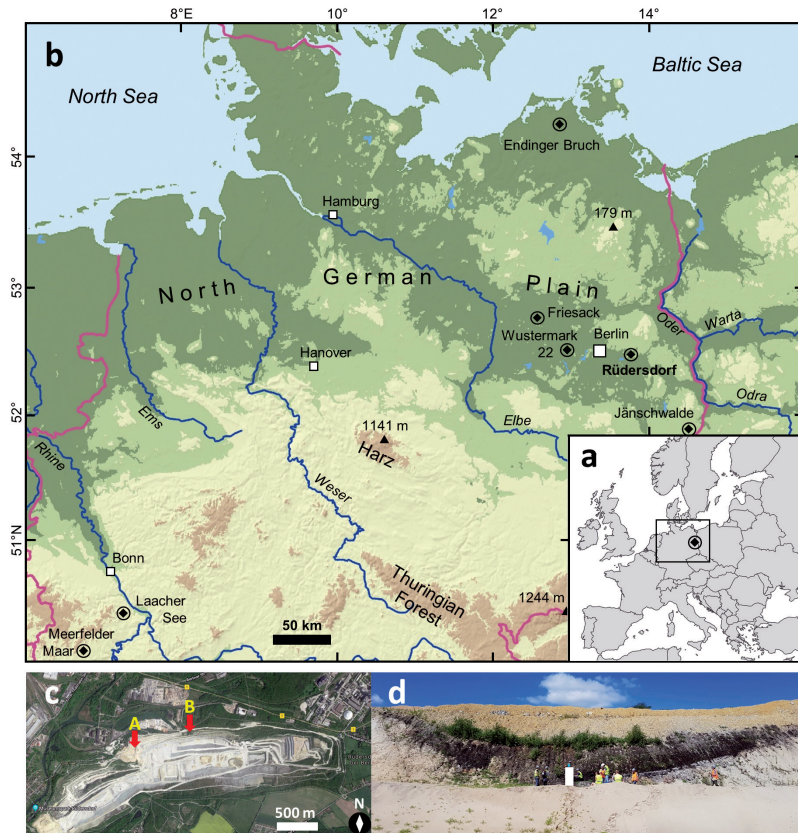 8°E
10°
12°
14°
b
North Sea
Baltic Sea
54°
Endinger Bruch
Hamburg
179 m
53°
North
German
Plain
Friesack
Wustermark
22
Berlin
Rüdersdorf
Oder
Warta
Hanover
Odra
52°
Ems
1141 m
Harz
Elbe
Jänschwalde
Rhine
Weser
a
51°N
Bonn
Thuringian
Forest
1244 m
Laacher
See
50 km
Meerfelder
Maar
c
A
B
500 m
N
d